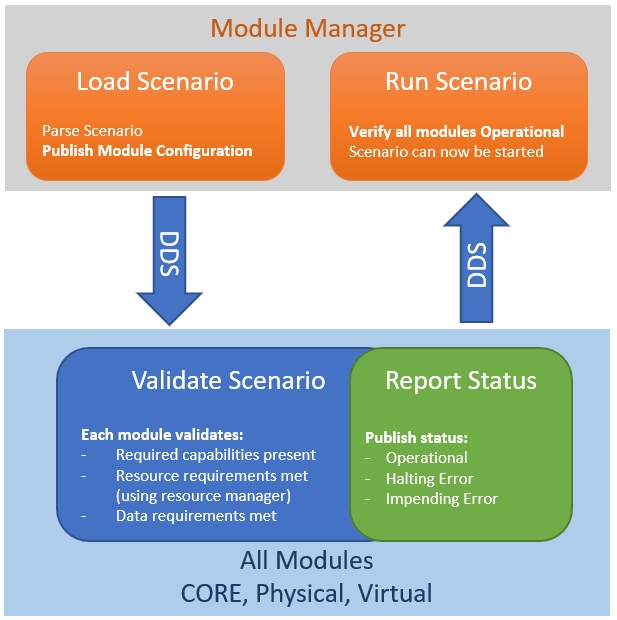 Module Manager
Load Scenario
Parse Scenario
Publish Module Configuration
Run Scenario
Verify all modules Operational
Scenario can now be started
DDS
DDS
Validate Scenario
Each module validates:
- Required capabilities present
- Resource requirements met
(using resource manager)
- Data requirements met
Report Status
Publish status:
- Operational
- Halting Error
- Impending Error
All Modules
CORE, Physical, Virtual